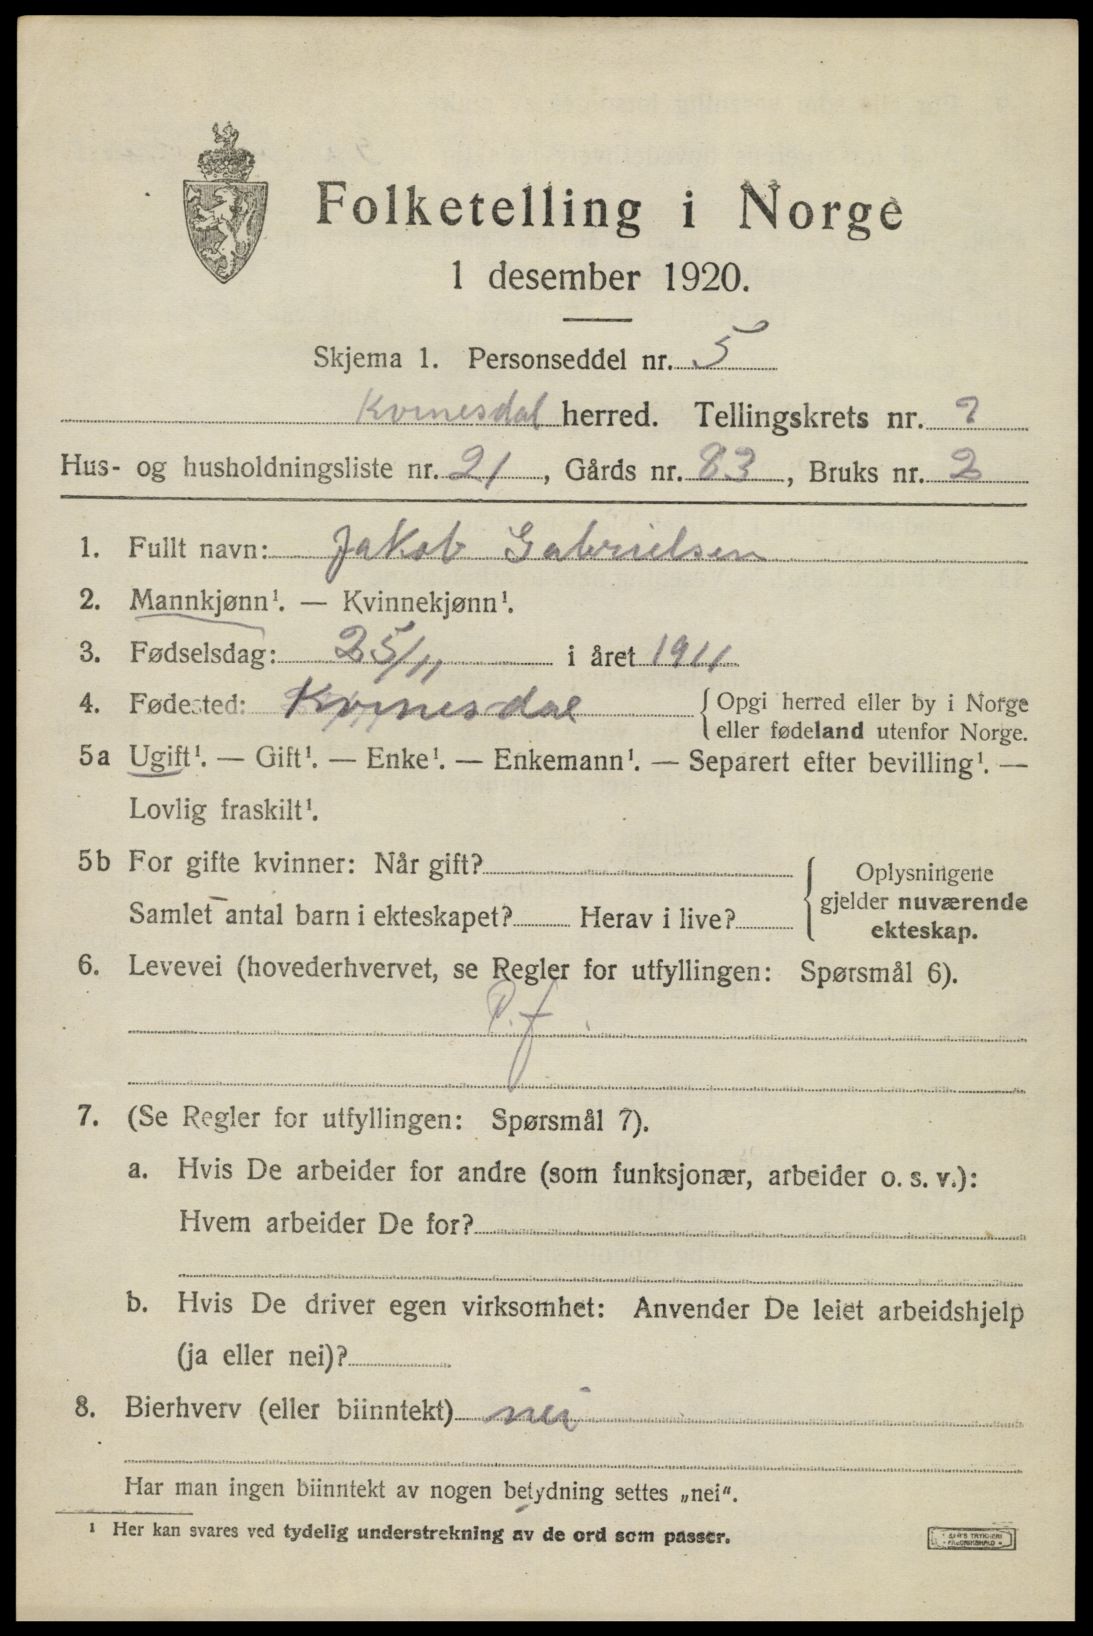 Folketelling i Norge
1 desember 1920.
Skjema 1. Personseddel nr. 5
Kvinesdal herred. Tellingskrets nr. 7
Hus- og husholdningsliste nr. 21, Gårds nr. 83, Bruks nr. 2
1. Fullt navn: Jakob Gabrielsen
2. Mannkjønn¹. — Kvinnekjønn¹.
3. Fødselsdag: 25/11 i året 1911
4. Fødested: Kvinesdal { Opgi herred eller by i Norge
eller fødeland utenfor Norge.
5a Ugift¹. — Gift¹. — Enke¹. — Enkemann¹. — Separert efter bevilling¹. —
Lovlig fraskilt¹.
5b For gifte kvinner: Når gift?
Samlet antal barn i ekteskapet? Herav i live?
{ Oplysningene
gjelder nuværende
ekteskap.
6. Levevei (hovederhvervet, se Regler for utfyllingen: Spørsmål 6).
P. f
7. (Se Regler for utfyllingen: Spørsmål 7).
a. Hvis De arbeider for andre (som funksjonær, arbeider o. s. v.):
Hvem arbeider De for?
b. Hvis De driver egen virksomhet: Anvender De leiet arbeidshjelp
(ja eller nei)?
8. Bierhverv (eller biinntekt) nei
Har man ingen biinntekt av nogen betydning settes „nei".
¹ Her kan svares ved tydelig understrekning av de ord som passer.
TRYKKERI
FREDRIKSHALD